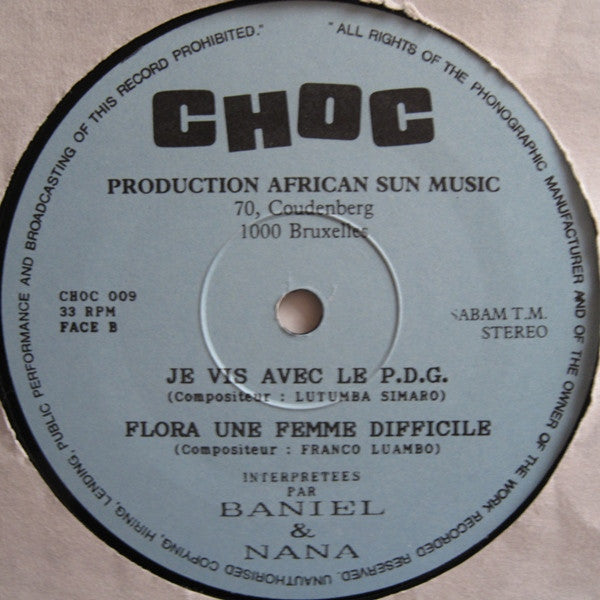 "ALL RIGHTS OF THE PHONOGRAPHIC MANUFACTURER AND OF THE OWNER OF THE WORK RECORDED RESERVED. UNAUTHORISED COPYING, HIRING, LENDING, PUBLIC PERFORMANCE AND BROADCASTING OF THIS RECORD PROHIBITED."
CHOC
PRODUCTION AFRICAN SUN MUSIC
70, Coudenberg
1000 Bruxelles
CHOC 009
33 RPM
FACE B
SABAM T.M.
STEREO
JE VIS AVEC LE P.D.G.
(Compositeur : LUTUMBA SIMARO)
FLORA UNE FEMME DIFFICILE
(Compositeur : FRANCO LUAMBO)
INTERPRETEES
PAR
BANIEL
&
NANA